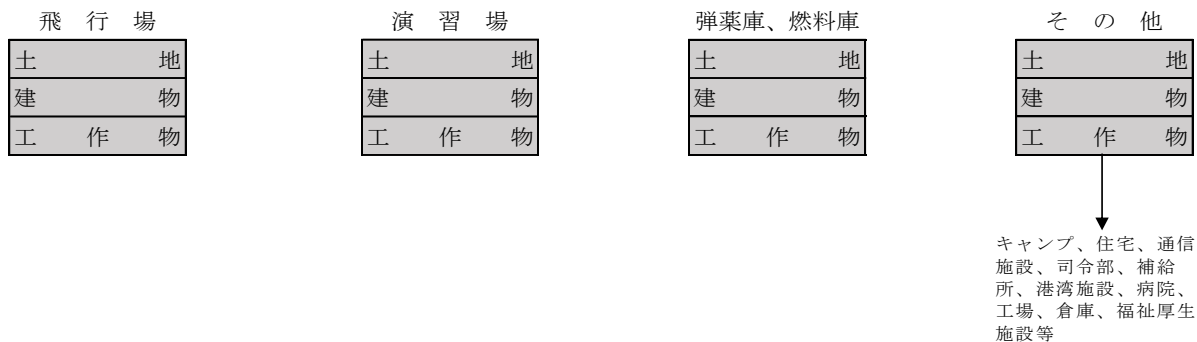 飛行場
土地
建物
工作物
演習場
土地
建物
工作物
弾薬庫、燃料庫
土地
建物
工作物
その他
土地
建物
工作物
キャンプ、住宅、通信
施設、司令部、補給
所、港湾施設、病院、
工場、倉庫、福祉厚生
施設等